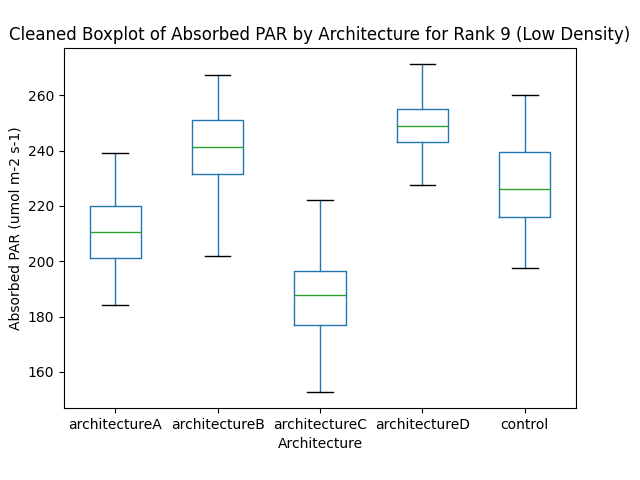 Cleaned Boxplot of Absorbed PAR by Architecture for Rank 9 (Low Density)
Absorbed PAR (umol m-2 s-1)
260
240
220
200
180
160
architectureA architectureB architectureC architectureD control
Architecture